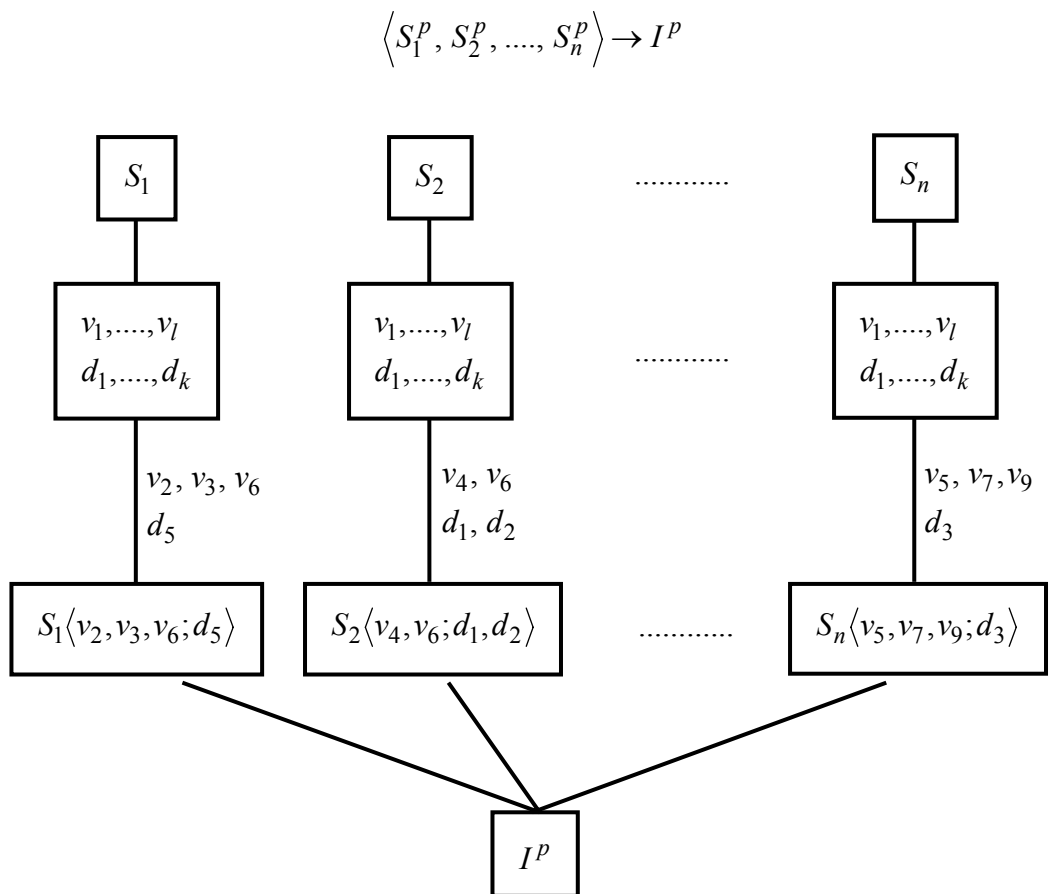 ⟨S₁ᵖ, S₂ᵖ, ...., Sₙᵖ⟩ → Iᵖ
S₁ S₂ ............ Sₙ
v₁,....,vₗ v₁,....,vₗ v₁,....,vₗ
d₁,....,dₖ d₁,....,dₖ ............ d₁,....,dₖ
v₂, v₃, v₆ v₄, v₆ v₅, v₇, v₉
d₅ d₁, d₂ d₃
S₁⟨v₂,v₃,v₆;d₅⟩ S₂⟨v₄,v₆;d₁,d₂⟩ ............ Sₙ⟨v₅,v₇,v₉;d₃⟩
Iᵖ